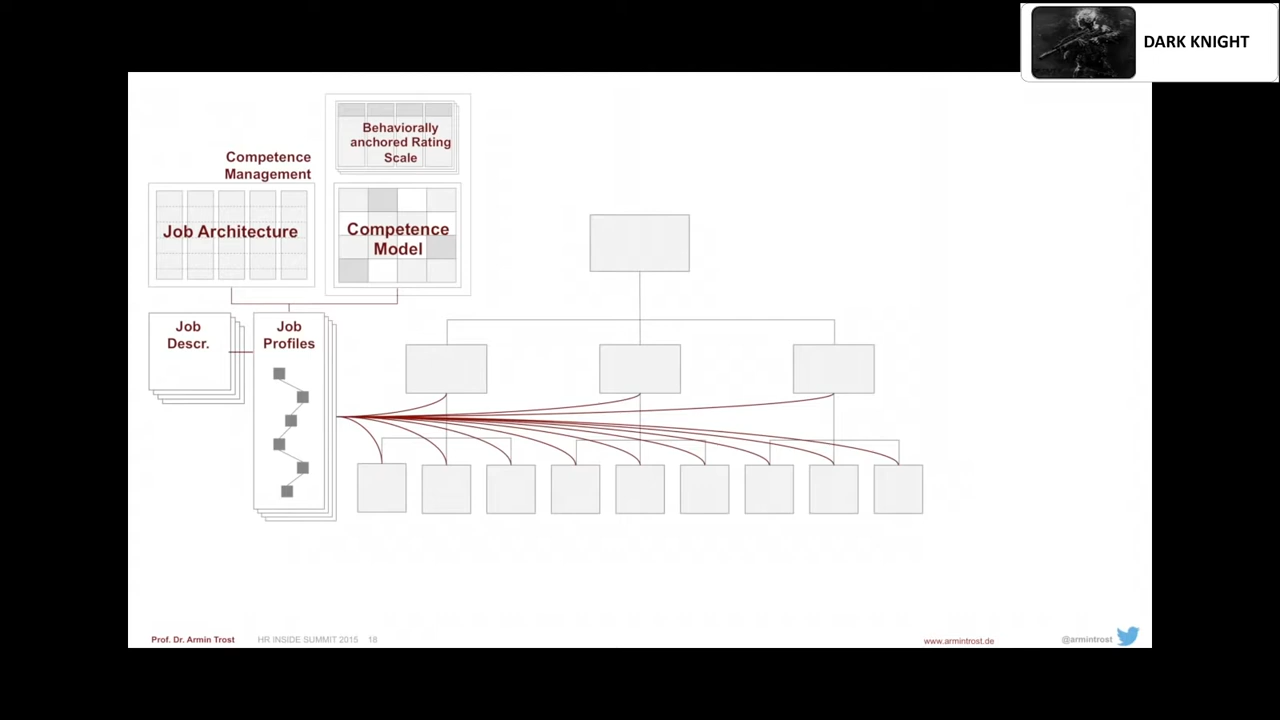 DARK KNIGHT
Behaviorally
anchored Rating
Scale
Competence
Management
Job Architecture
Competence
Model
Job
Descr.
Job
Profiles
Prof. Dr. Armin Trost HR INSIDE SUMMIT 2015 18
www.armintrost.de
@armintrost